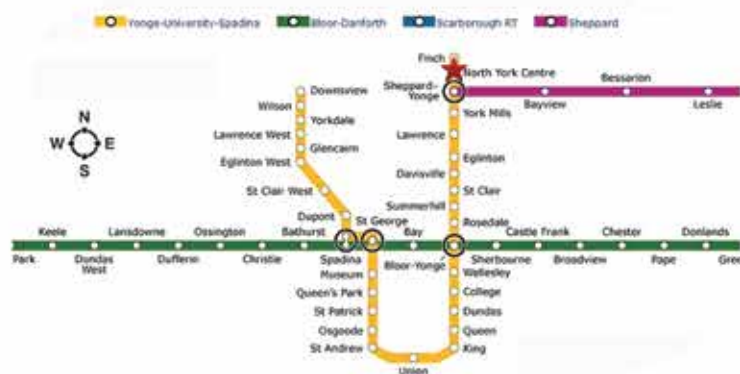 Yonge-University-Spadina
Bloor-Danforth
Scarborough RT
Sheppard
Finch
North York Centre
Sheppard-
Yonge
Bessarion
Downsview
Bayview
Leslie
Wilson
York Mills
Yorkdale
N
Lawrence West
Lawrence
W
E
Glencairn
S
Eglinton West
Eglinton
Davisville
St Clair West
St Clair
Summerhill
Dupont
St George
Rosedale
Keele
Lansdowne
Ossington
Bathurst
Bay
Castle Frank
Chester
Donlands
Park
Dundas
West
Dufferin
Christie
Spadina
Bloor-Yonge
Sherbourne
Broadview
Pape
Gree
Museum
Wellesley
Queen's Park
College
St Patrick
Dundas
Osgoode
Queen
St Andrew
King
Union